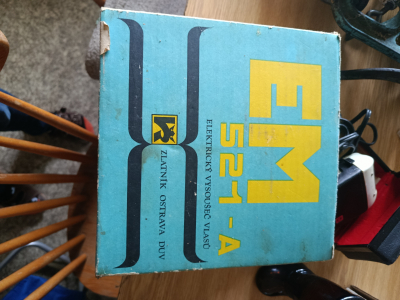 EM
521-A
ELEKTRICKÝ VYSOUŠEČ VLASŮ
ZLATNÍK OSTRAVA DUV